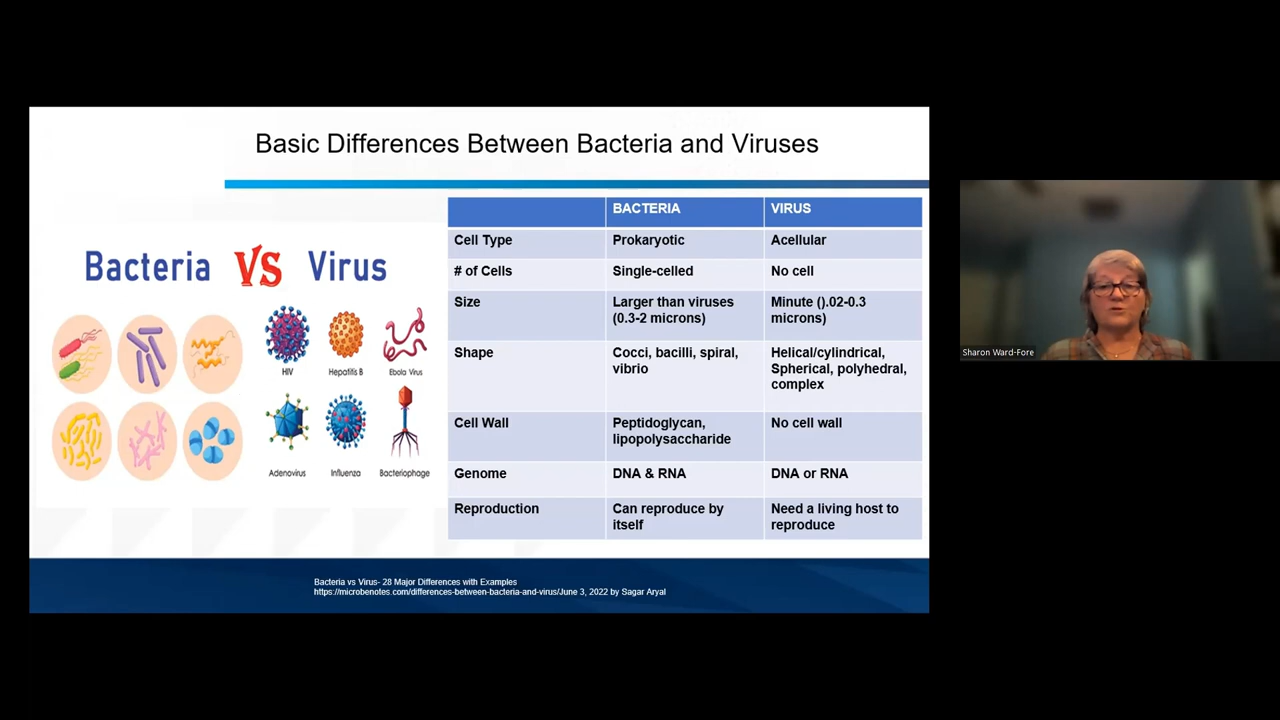 Basic Differences Between Bacteria and Viruses
Bacteria VS Virus
HIV
Hepatitis B
Ebola Virus
Adenovirus
Influenza
Bacteriophage
BACTERIA
VIRUS
Cell Type
Prokaryotic
Acellular
# of Cells
Single-celled
No cell
Size
Larger than viruses
(0.3-2 microns)
Minute ().02-0.3
microns)
Shape
Cocci, bacilli, spiral,
vibrio
Helical/cylindrical,
Spherical, polyhedral,
complex
Cell Wall
Peptidoglycan,
lipopolysaccharide
No cell wall
Genome
DNA & RNA
DNA or RNA
Reproduction
Can reproduce by
itself
Need a living host to
reproduce
Bacteria vs Virus- 28 Major Differences with Examples
https://microbenotes.com/differences-between-bacteria-and-virus/June 3, 2022 by Sagar Aryal
Sharon Ward-Fore